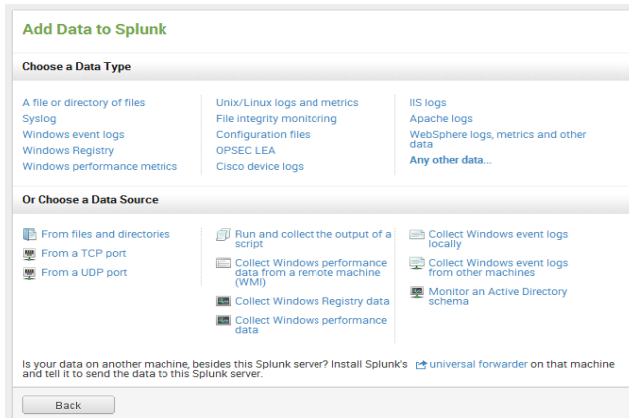 Add Data to Splunk
Choose a Data Type
A file or directory of files
Syslog
Windows event logs
Windows Registry
Windows performance metrics
Unix/Linux logs and metrics
File integrity monitoring
Configuration files
OPSEC LEA
Cisco device logs
IIS logs
Apache logs
WebSphere logs, metrics and other
data
Any other data...
Or Choose a Data Source
From files and directories
From a TCP port
From a UDP port
Run and collect the output of a
script
Collect Windows performance
data from a remote machine
(WMI)
Collect Windows Registry data
Collect Windows performance
data
Collect Windows event logs
locally
Collect Windows event logs
from other machines
Monitor an Active Directory
schema
Is your data on another machine, besides this Splunk server? Install Splunk's universal forwarder on that machine
and tell it to send the data to this Splunk server.
Back